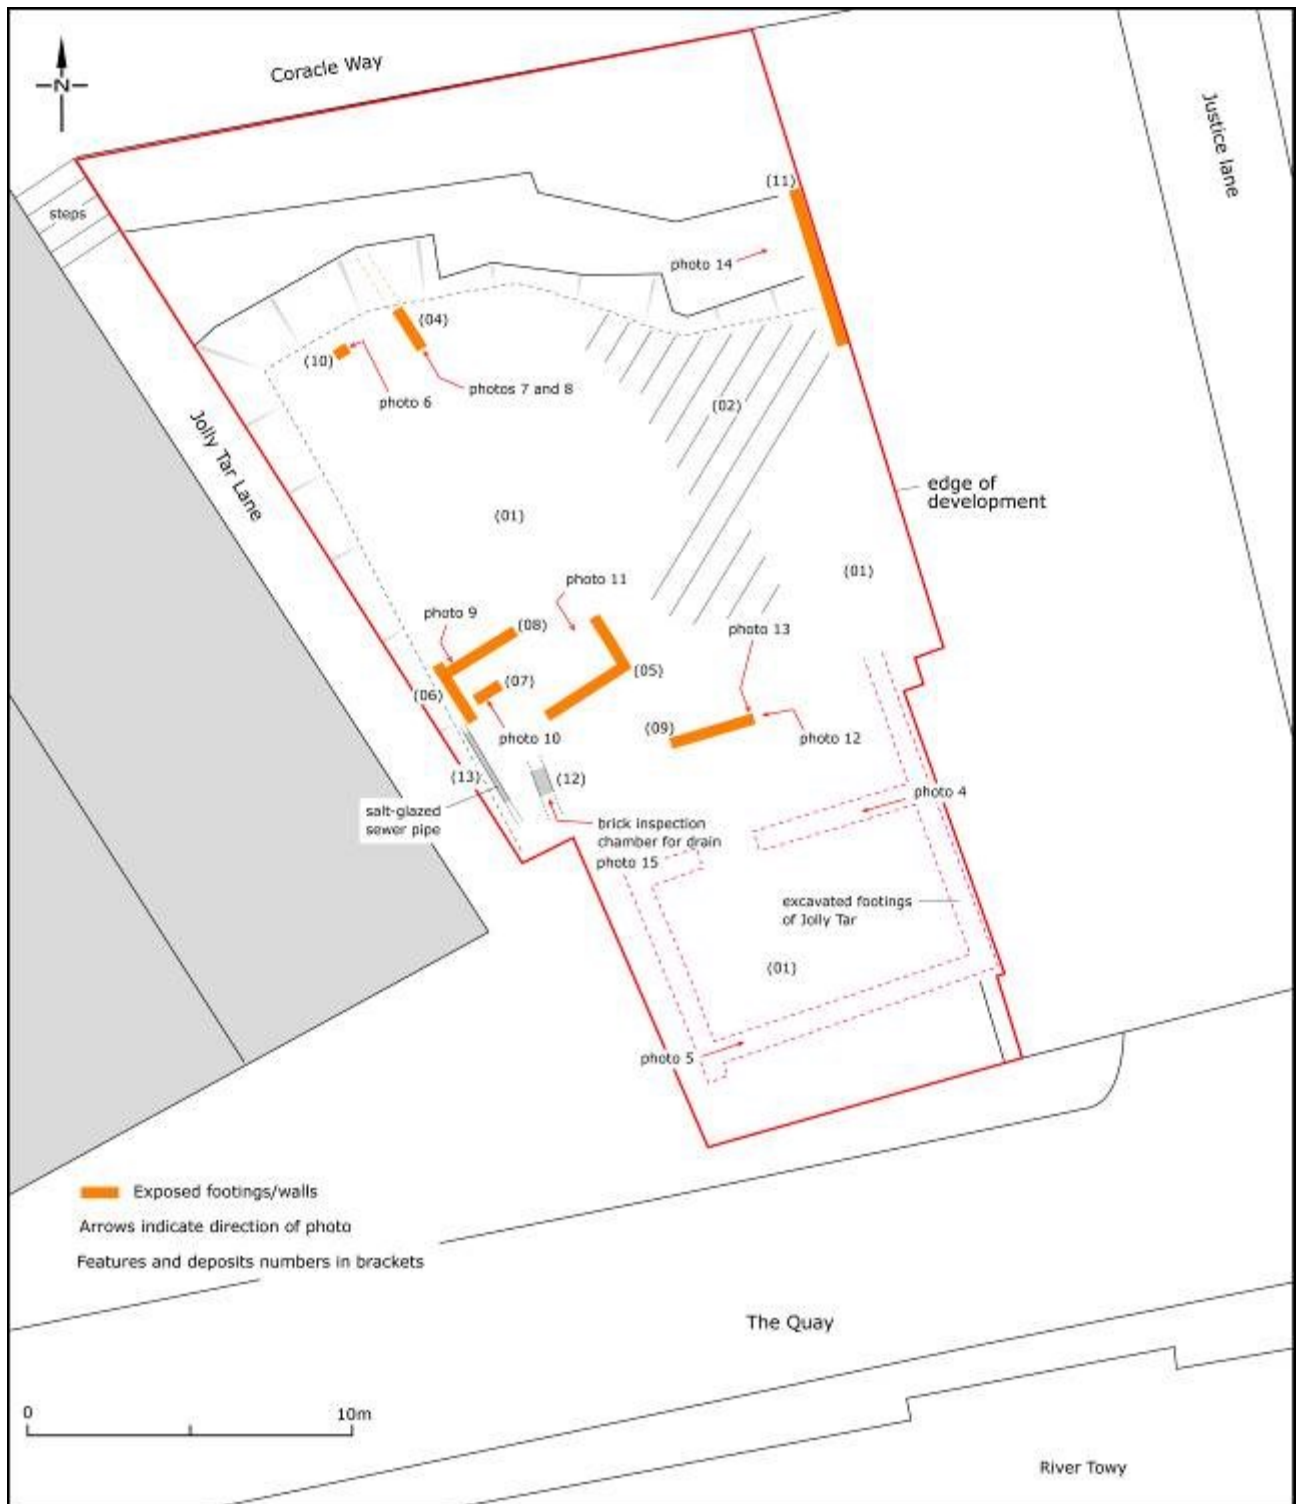 Coracle Way
N
Justice lane
steps
(11)
photo 14
(04)
(10)
photos 7 and 8
photo 6
(02)
Jolly Tar Lane
edge of
development
(01)
(01)
photo 11
photo 9
(08)
photo 13
(05)
(07)
(06)
(09)
photo 10
photo 12
(13)
(12)
photo 4
salt-glazed
sewer pipe
brick inspection
chamber for drain
photo 15
excavated footings
of Jolly Tar
(01)
photo 5
Exposed footings/walls
Arrows indicate direction of photo
Features and deposits numbers in brackets
The Quay
0
10m
River Towy